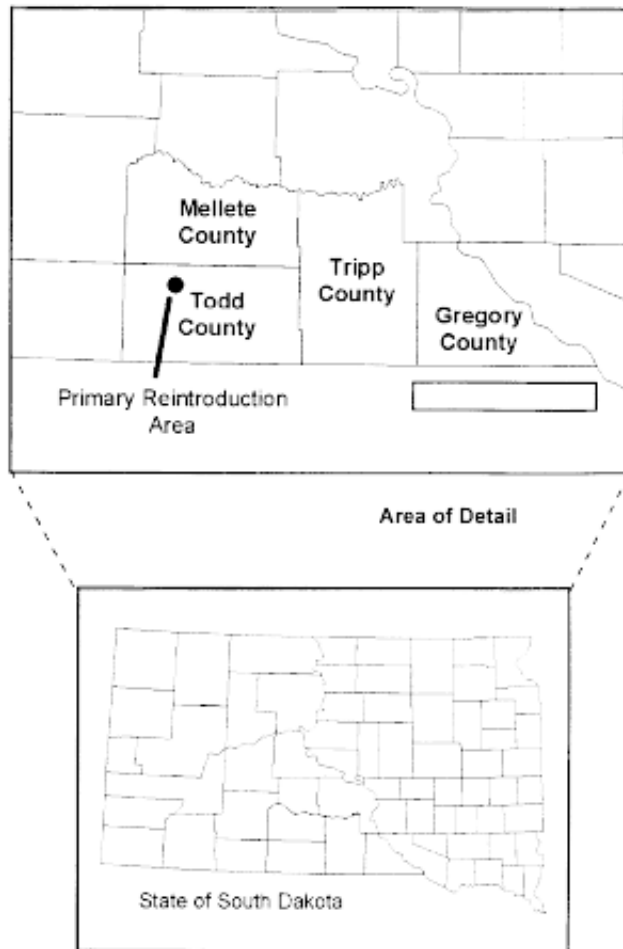 Mellete
County
Tripp
County
Todd
County
Gregory
County
Primary Reintroduction
Area
Area of Detail
State of South Dakota